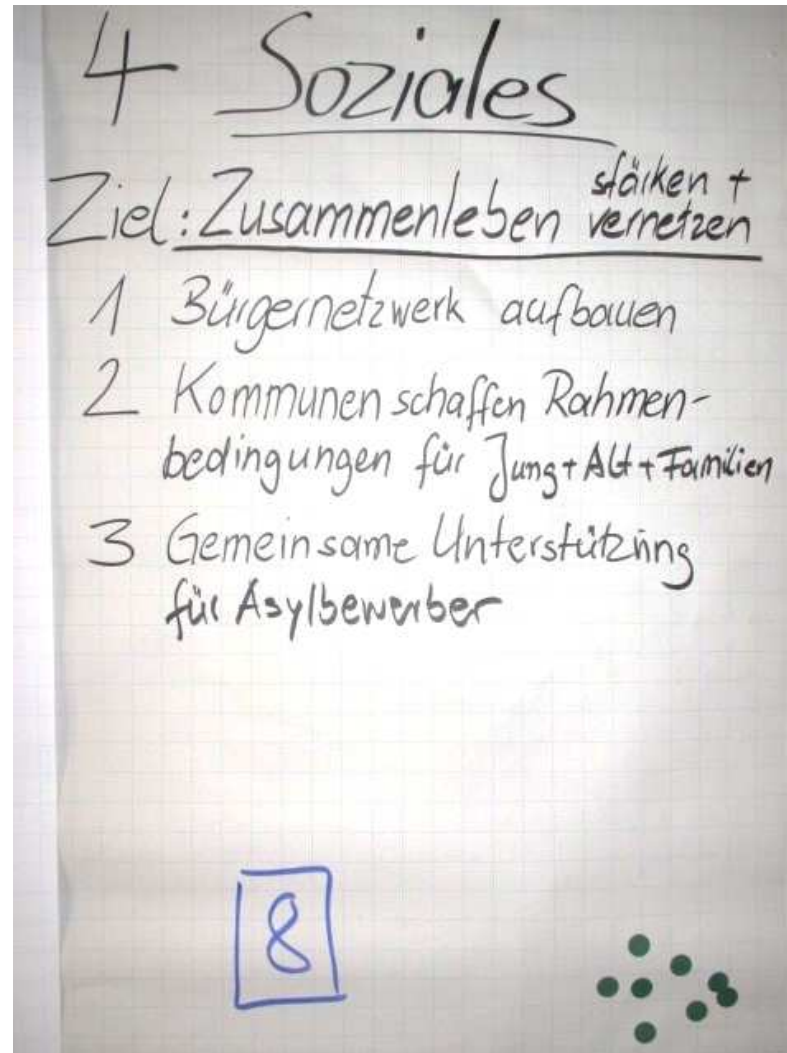 4 Soziales
Ziel: Zusammenleben stärken + vernetzen
1 Bürgernetzwerk aufbauen
2 Kommunen schaffen Rahmen-
bedingungen für Jung + Alt + Familien
3 Gemeinsame Unterstützung
für Asylbewerber
8